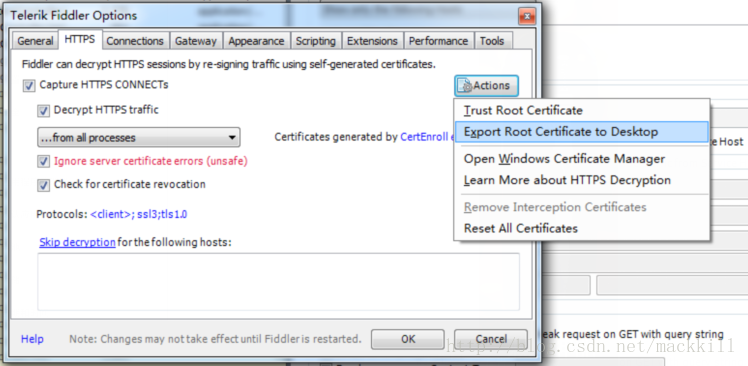 Telerik Fiddler Options
General HTTPS Connections Gateway Appearance Scripting Extensions Performance Tools
Fiddler can decrypt HTTPS sessions by re-signing traffic using self-generated certificates.
Capture HTTPS CONNECTs
Actions
Decrypt HTTPS traffic
...from all processes
Certificates generated by CertEnroll e
Ignore server certificate errors (unsafe)
Check for certificate revocation
Protocols: <client>; ssl3;tls1.0
Skip decryption for the following hosts:
Trust Root Certificate
Export Root Certificate to Desktop
Open Windows Certificate Manager
Learn More about HTTPS Decryption
Remove Interception Certificates
Reset All Certificates
e Host
Help
Note: Changes may not take effect until Fiddler is restarted.
OK
Cancel
eak request on GET with query string
http://blog.csdn.net/mackkill